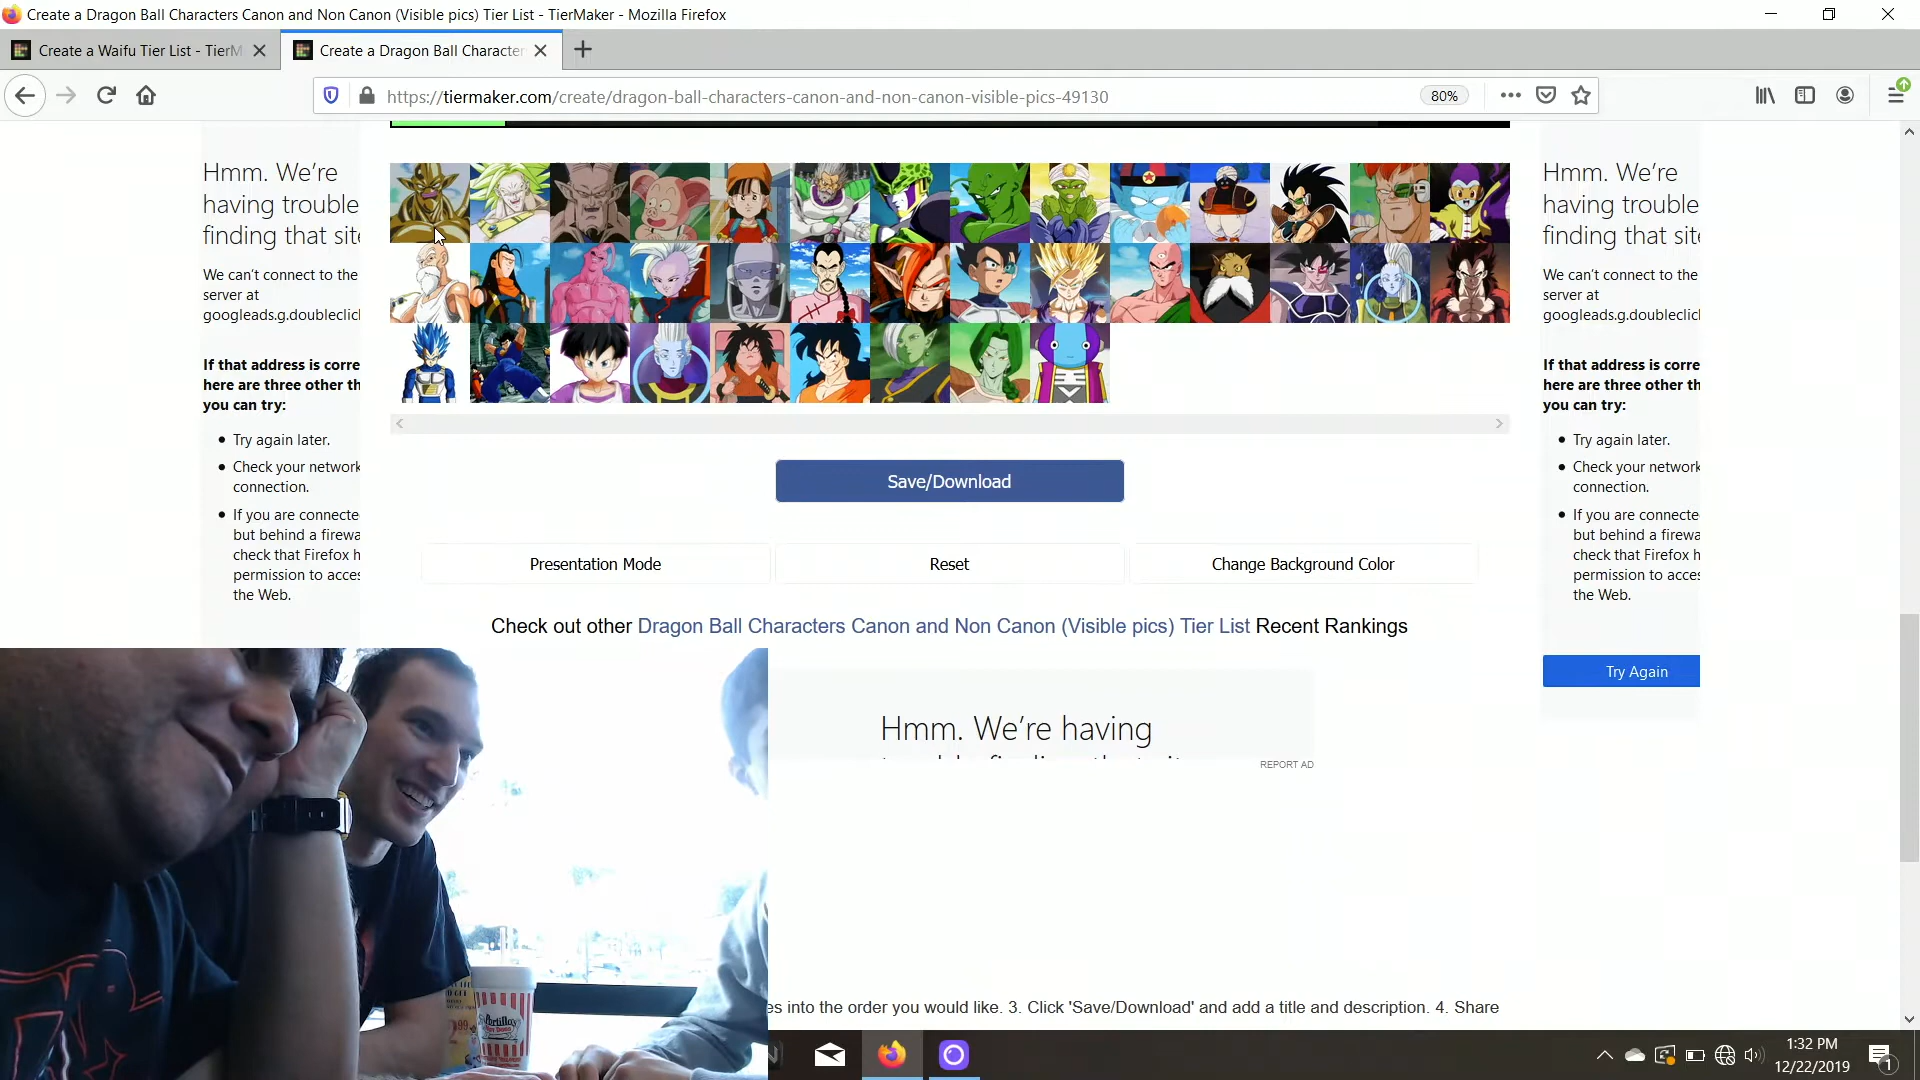 Create a Dragon Ball Characters Canon and Non Canon (Visible pics) Tier List - TierMaker - Mozilla Firefox
Create a Waifu Tier List - TierM
Create a Dragon Ball Character
https://tiermaker.com/create/dragon-ball-characters-canon-and-non-canon-visible-pics-49130
80%
Hmm. We're
having trouble
finding that site
We can't connect to the
server at
googleads.g.doubleclic
If that address is corre
here are three other th
you can try:
Try again later.
Check your network
connection.
If you are connecte
but behind a firewa
check that Firefox h
permission to acces
the Web.
Hmm. We're
having trouble
finding that site
We can't connect to the
server at
googleads.g.doubleclic
If that address is corre
here are three other th
you can try:
Try again later.
Check your network
connection.
If you are connecte
but behind a firewa
check that Firefox h
permission to acces
the Web.
Try Again
Save/Download
Presentation Mode
Reset
Change Background Color
Check out other Dragon Ball Characters Canon and Non Canon (Visible pics) Tier List Recent Rankings
Hmm. We're having
REPORT AD
es into the order you would like. 3. Click 'Save/Download' and add a title and description. 4. Share
Portillo's
1:32 PM
12/22/2019
1